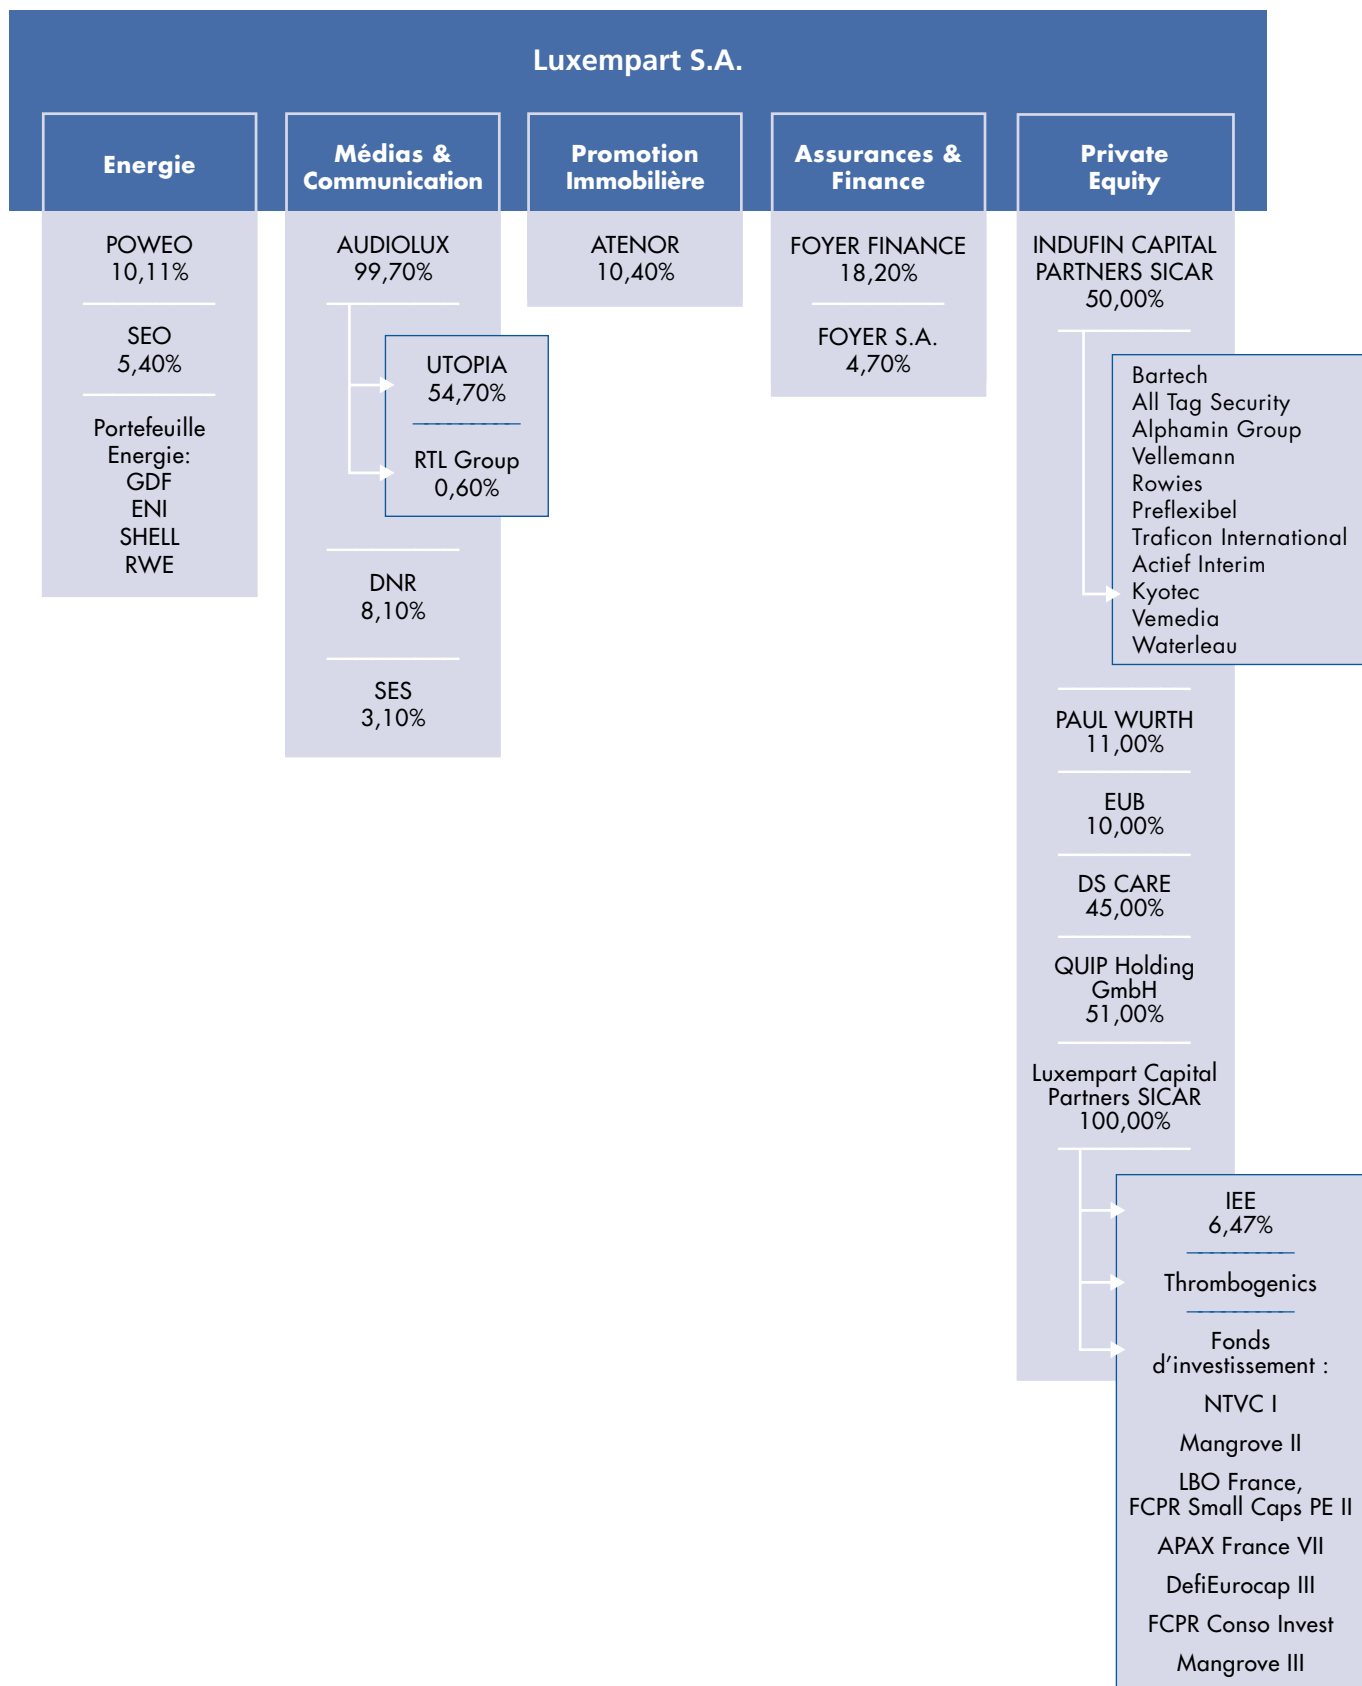 Luxempart S.A.
Energie
POWEO
10,11%
SEO
5,40%
Portefeuille
Energie:
GDF
ENI
SHELL
RWE
Médias &
Communication
AUDIOLUX
99,70%
UTOPIA
54,70%
RTL Group
0,60%
DNR
8,10%
SES
3,10%
Promotion
Immobilière
ATENOR
10,40%
Assurances &
Finance
FOYER FINANCE
18,20%
FOYER S.A.
4,70%
Private
Equity
INDUFIN CAPITAL
PARTNERS SICAR
50,00%
Bartech
All Tag Security
Alphamin Group
Vellemann
Rowies
Preflexibel
Traficon International
Actief Interim
Kyotec
Vemedia
Waterleau
PAUL WURTH
11,00%
EUB
10,00%
DS CARE
45,00%
QUIP Holding
GmbH
51,00%
Luxempart Capital
Partners SICAR
100,00%
IEE
6,47%
Thrombogenics
Fonds
d’investissement :
NTVC I
Mangrove II
LBO France,
FCPR Small Caps PE II
APAX France VII
DefiEurocap III
FCPR Conso Invest
Mangrove III